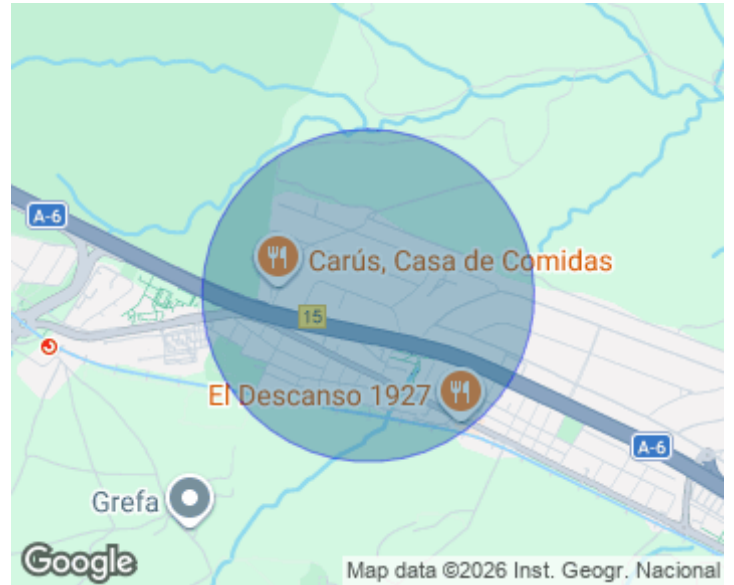 A-6
Carús, Casa de Comidas
15
El Descanso 1927
A-6
Grefa
Google
Map data ©2026 Inst. Geogr. Nacional